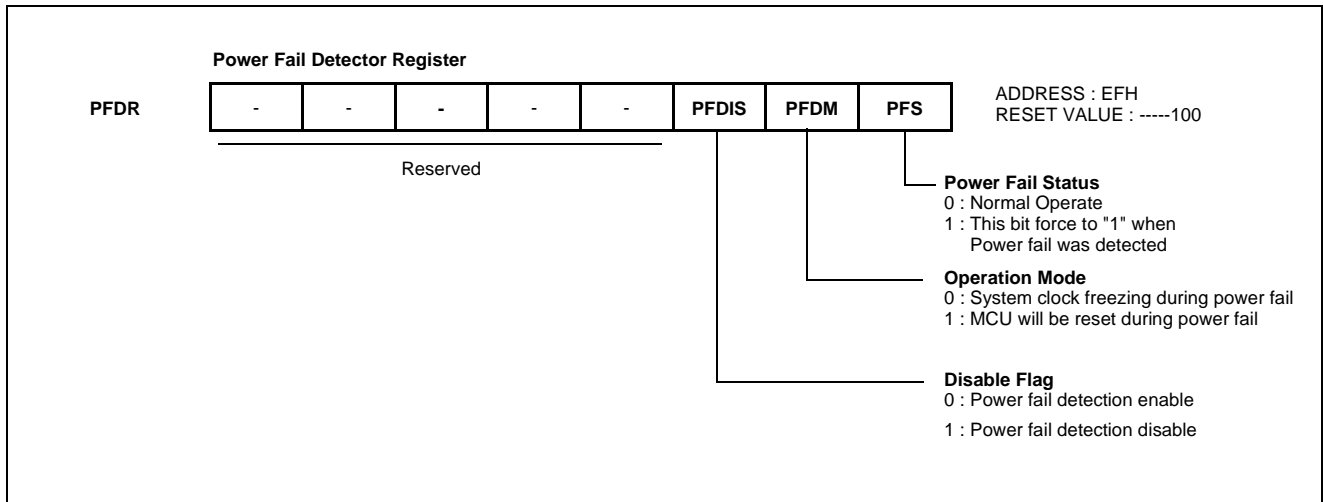 Power Fail Detector Register
PFDR - - - - - PFDIS PFDM PFS
ADDRESS : EFH
RESET VALUE : -----100
Reserved
Power Fail Status
0 : Normal Operate
1 : This bit force to "1" when
Power fail was detected
Operation Mode
0 : System clock freezing during power fail
1 : MCU will be reset during power fail
Disable Flag
0 : Power fail detection enable
1 : Power fail detection disable